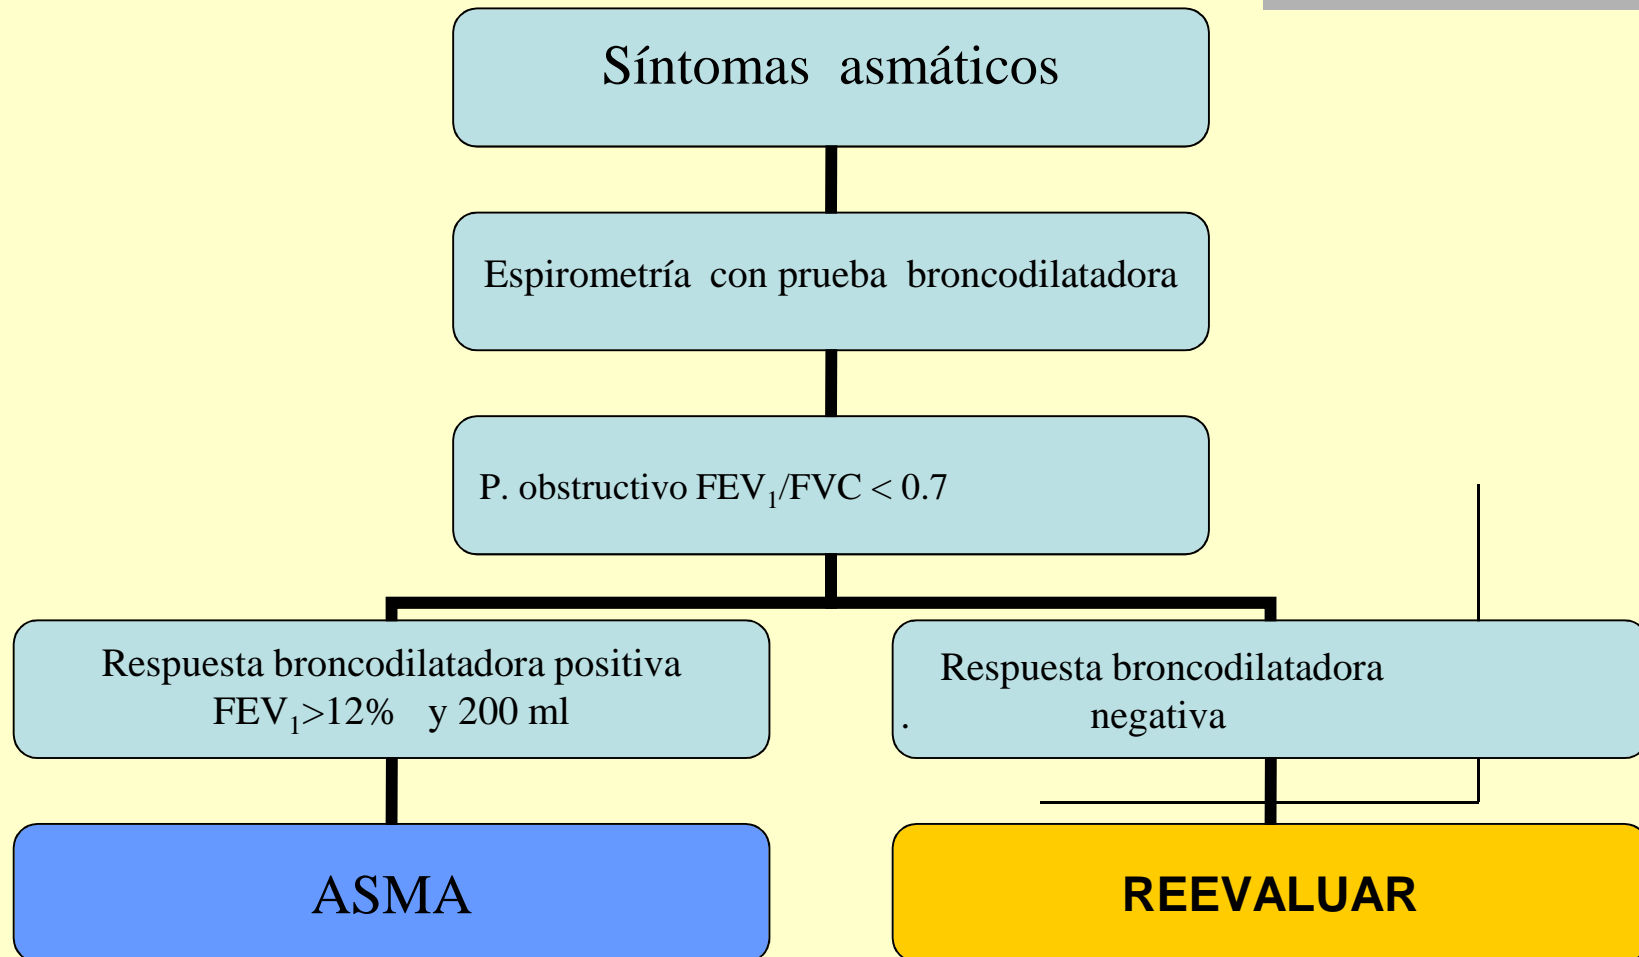 Síntomas asmáticos
Espirometría con prueba broncodilatadora
P. obstructivo FEV₁/FVC < 0.7
Respuesta broncodilatadora positiva
FEV₁>12% y 200 ml
Respuesta broncodilatadora
. negativa
ASMA
REEVALUAR